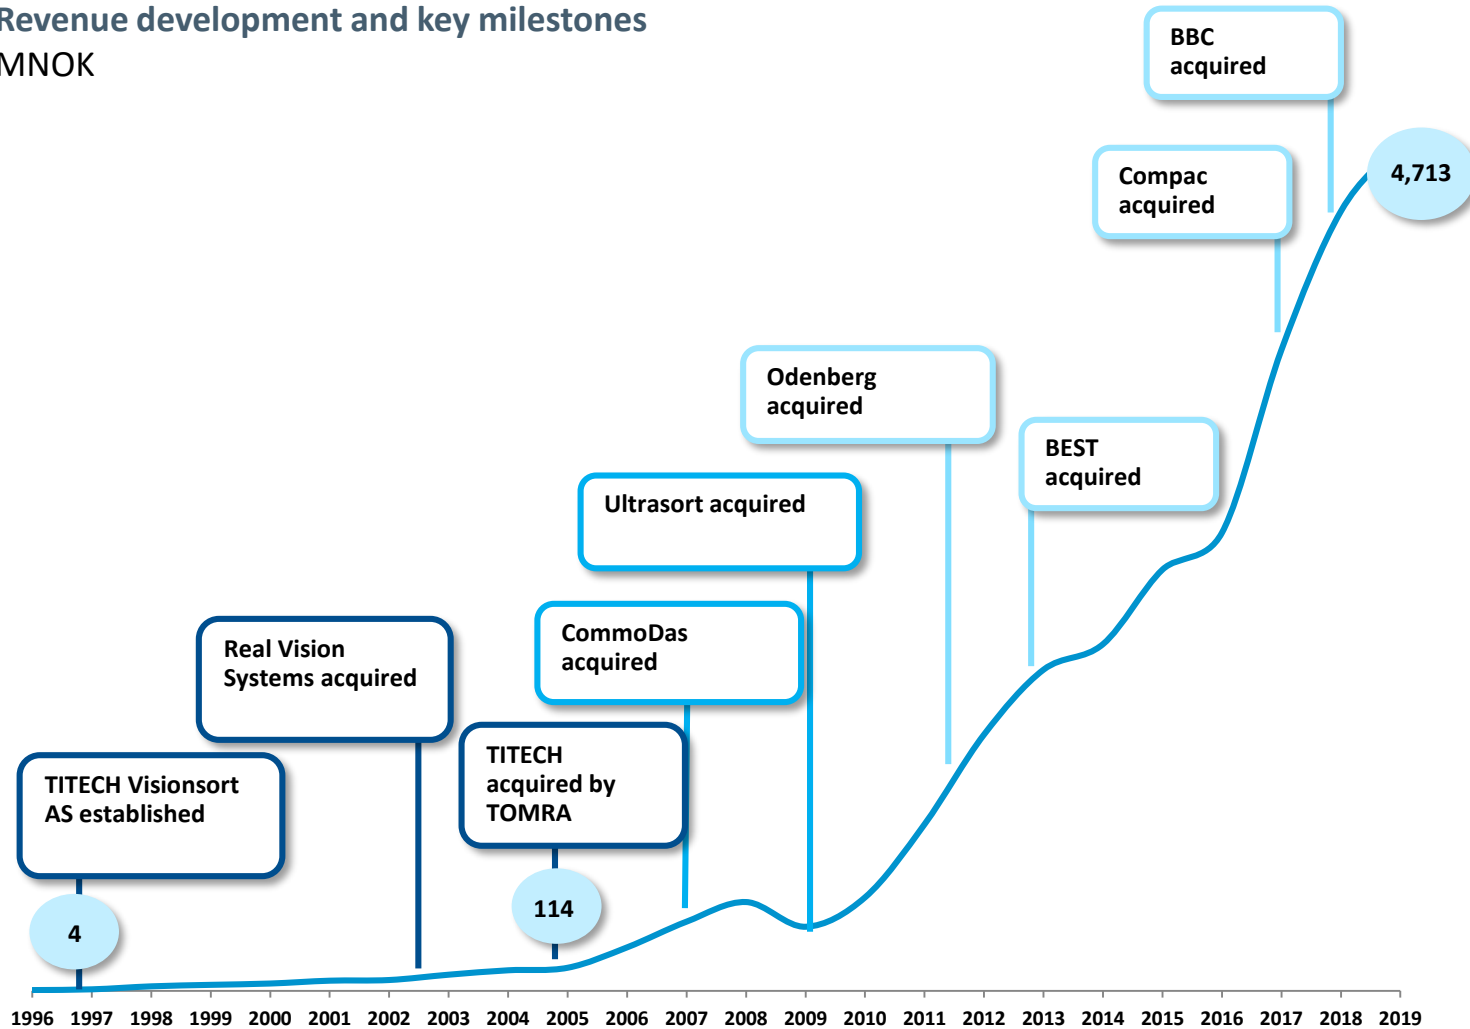 Revenue development and key milestones
MNOK
BBC
acquired
4,713
Compac
acquired
Odenberg
acquired
BEST
acquired
Ultrasort acquired
CommoDas
acquired
Real Vision
Systems acquired
TITECH
acquired by
TOMRA
TITECH Visionsort
AS established
114
4
1996 1997 1998 1999 2000 2001 2002 2003 2004 2005 2006 2007 2008 2009 2010 2011 2012 2013 2014 2015 2016 2017 2018 2019